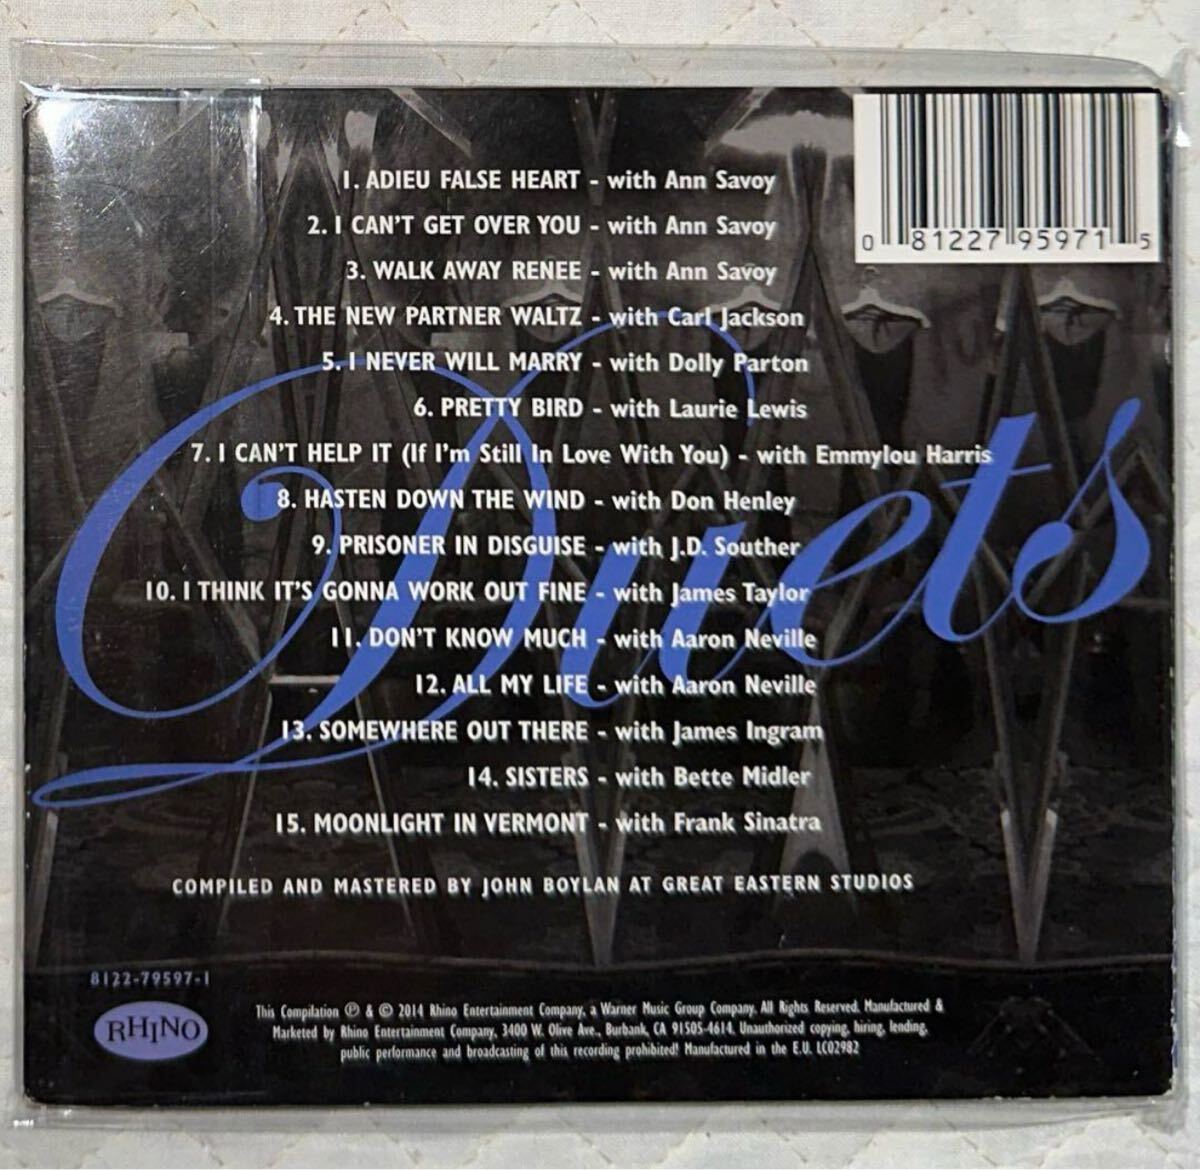 1. ADIEU FALSE HEART - with Ann Savoy
2. I CAN'T GET OVER YOU - with Ann Savoy
3. WALK AWAY RENEE - with Ann Savoy
4. THE NEW PARTNER WALTZ - with Carl Jackson
5. I NEVER WILL MARRY - with Dolly Parton
6. PRETTY BIRD - with Laurie Lewis
7. I CAN'T HELP IT (If I'm Still In Love With You) - with Emmylou Harris
8. HASTEN DOWN THE WIND - with Don Henley
9. PRISONER IN DISGUISE - with J.D. Souther
10. I THINK IT'S GONNA WORK OUT FINE - with James Taylor
11. DON'T KNOW MUCH - with Aaron Neville
12. ALL MY LIFE - with Aaron Neville
13. SOMEWHERE OUT THERE - with James Ingram
14. SISTERS - with Bette Midler
15. MOONLIGHT IN VERMONT - with Frank Sinatra
Duets
0 81227 95971 5
COMPILED AND MASTERED BY JOHN BOYLAN AT GREAT EASTERN STUDIOS
8122-79597-1
RHINO
This Compilation ℗ & © 2014 Rhino Entertainment Company, a Warner Music Group Company. All Rights Reserved. Manufactured &
Marketed by Rhino Entertainment Company, 3400 W. Olive Ave., Burbank, CA 91505-4614. Unauthorized copying, hiring, lending,
public performance and broadcasting of this recording prohibited! Manufactured in the E.U. LC02982